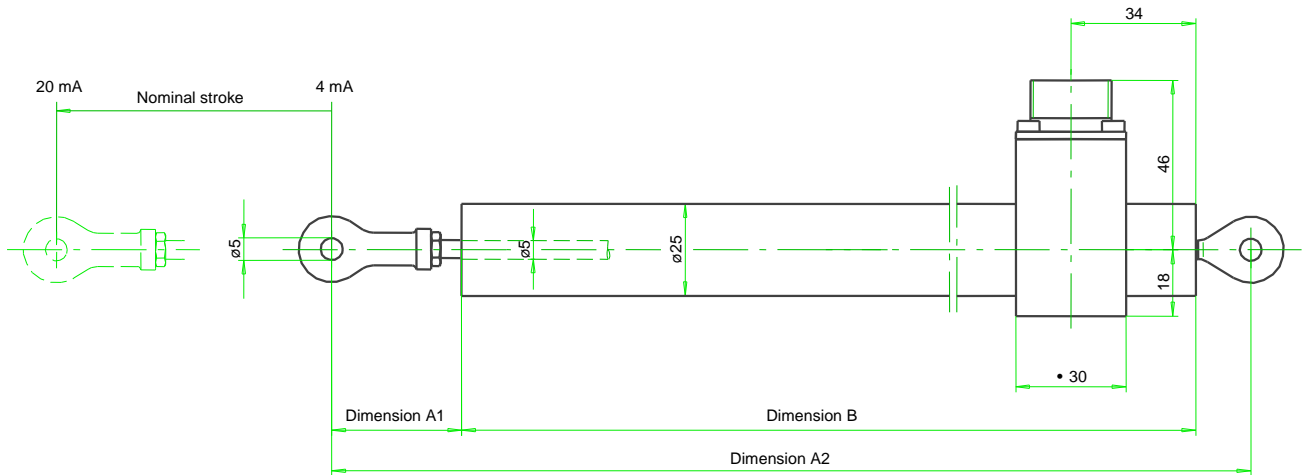 34
20 mA
4 mA
Nominal stroke
46
ø5
ø5
ø25
18
• 30
Dimension A1
Dimension B
Dimension A2